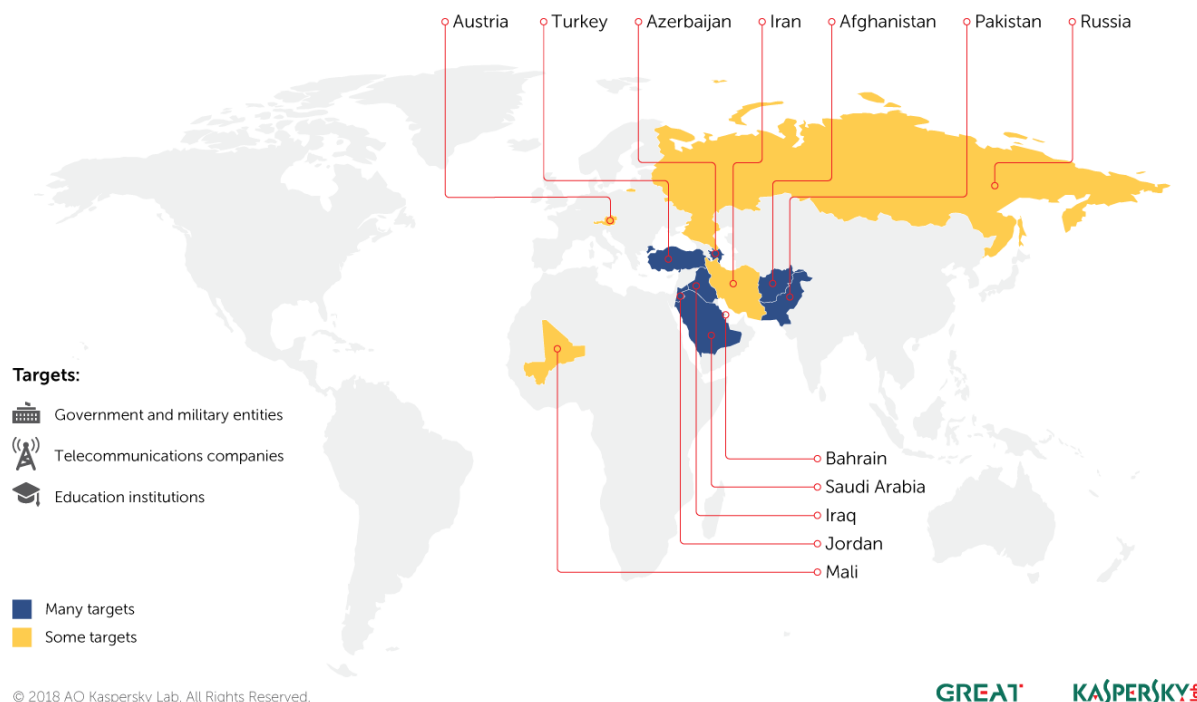 Austria
Turkey
Azerbaijan
Iran
Afghanistan
Pakistan
Russia
Targets:
Government and military entities
Telecommunications companies
Education institutions
Bahrain
Saudi Arabia
Iraq
Jordan
Mali
Many targets
Some targets
© 2018 AO Kaspersky Lab. All Rights Reserved.
GREAT
KASPERSKY lab